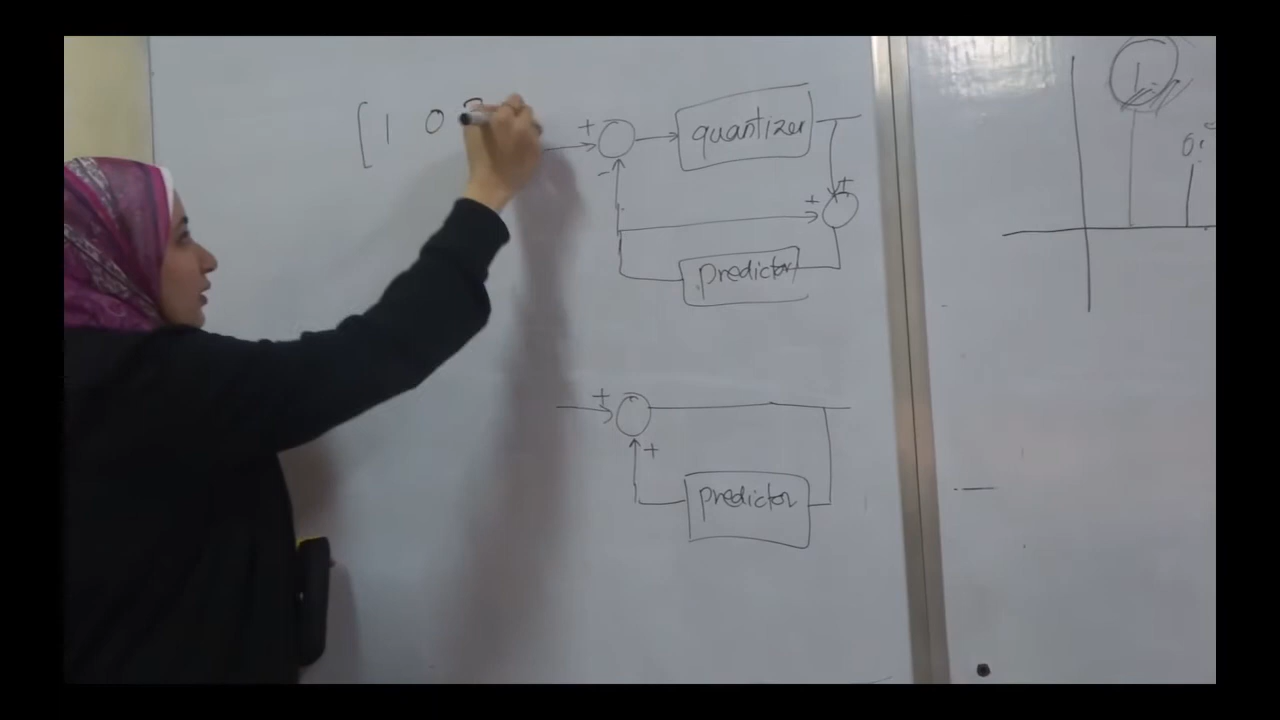 [ 1 0
+
quantizer
-
+
+
predictor
+
+
predictor